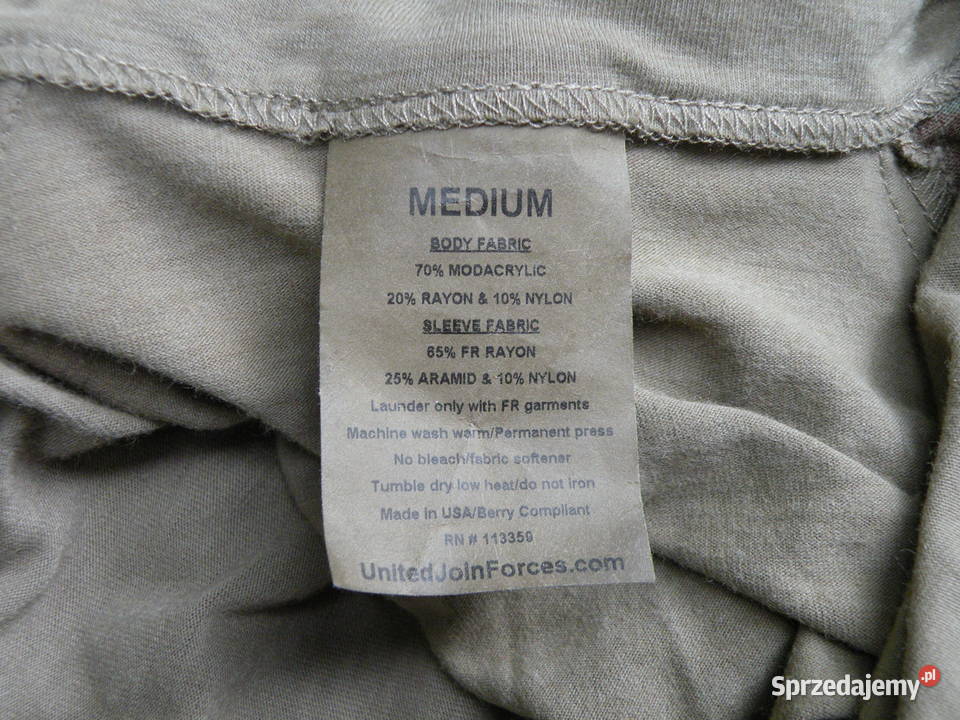 MEDIUM
BODY FABRIC
70% MODACRYLIC
20% RAYON & 10% NYLON
SLEEVE FABRIC
65% FR RAYON
25% ARAMID & 10% NYLON
Launder only with FR garments
Machine wash warm/Permanent press
No bleach/fabric softener
Tumble dry low heat/do not iron
Made in USA/Berry Compliant
RN # 113359
UnitedJoinForces.com
Sprzedajemy.pl